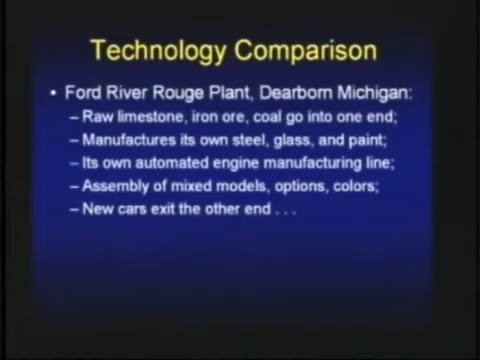 Technology Comparison
• Ford River Rouge Plant, Dearborn Michigan:
– Raw limestone, iron ore, coal go into one end;
– Manufactures its own steel, glass, and paint;
– Its own automated engine manufacturing line;
– Assembly of mixed models, options, colors;
– New cars exit the other end . . .